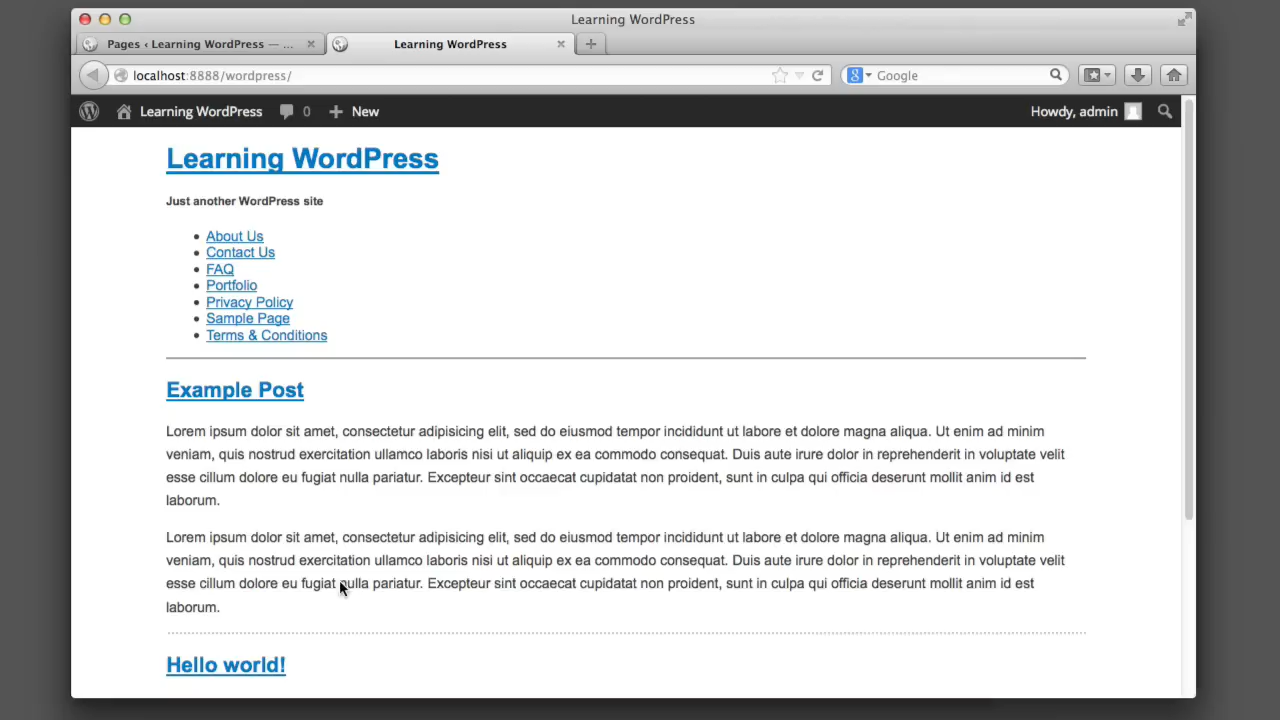 Learning WordPress
Pages ‹ Learning WordPress — ...
Learning WordPress
localhost:8888/wordpress/
Google
Learning WordPress
0
New
Howdy, admin
Learning WordPress
Just another WordPress site
About Us
Contact Us
FAQ
Portfolio
Privacy Policy
Sample Page
Terms & Conditions
Example Post
Lorem ipsum dolor sit amet, consectetur adipisicing elit, sed do eiusmod tempor incididunt ut labore et dolore magna aliqua. Ut enim ad minim
veniam, quis nostrud exercitation ullamco laboris nisi ut aliquip ex ea commodo consequat. Duis aute irure dolor in reprehenderit in voluptate velit
esse cillum dolore eu fugiat nulla pariatur. Excepteur sint occaecat cupidatat non proident, sunt in culpa qui officia deserunt mollit anim id est
laborum.
Lorem ipsum dolor sit amet, consectetur adipisicing elit, sed do eiusmod tempor incididunt ut labore et dolore magna aliqua. Ut enim ad minim
veniam, quis nostrud exercitation ullamco laboris nisi ut aliquip ex ea commodo consequat. Duis aute irure dolor in reprehenderit in voluptate velit
esse cillum dolore eu fugiat nulla pariatur. Excepteur sint occaecat cupidatat non proident, sunt in culpa qui officia deserunt mollit anim id est
laborum.
Hello world!